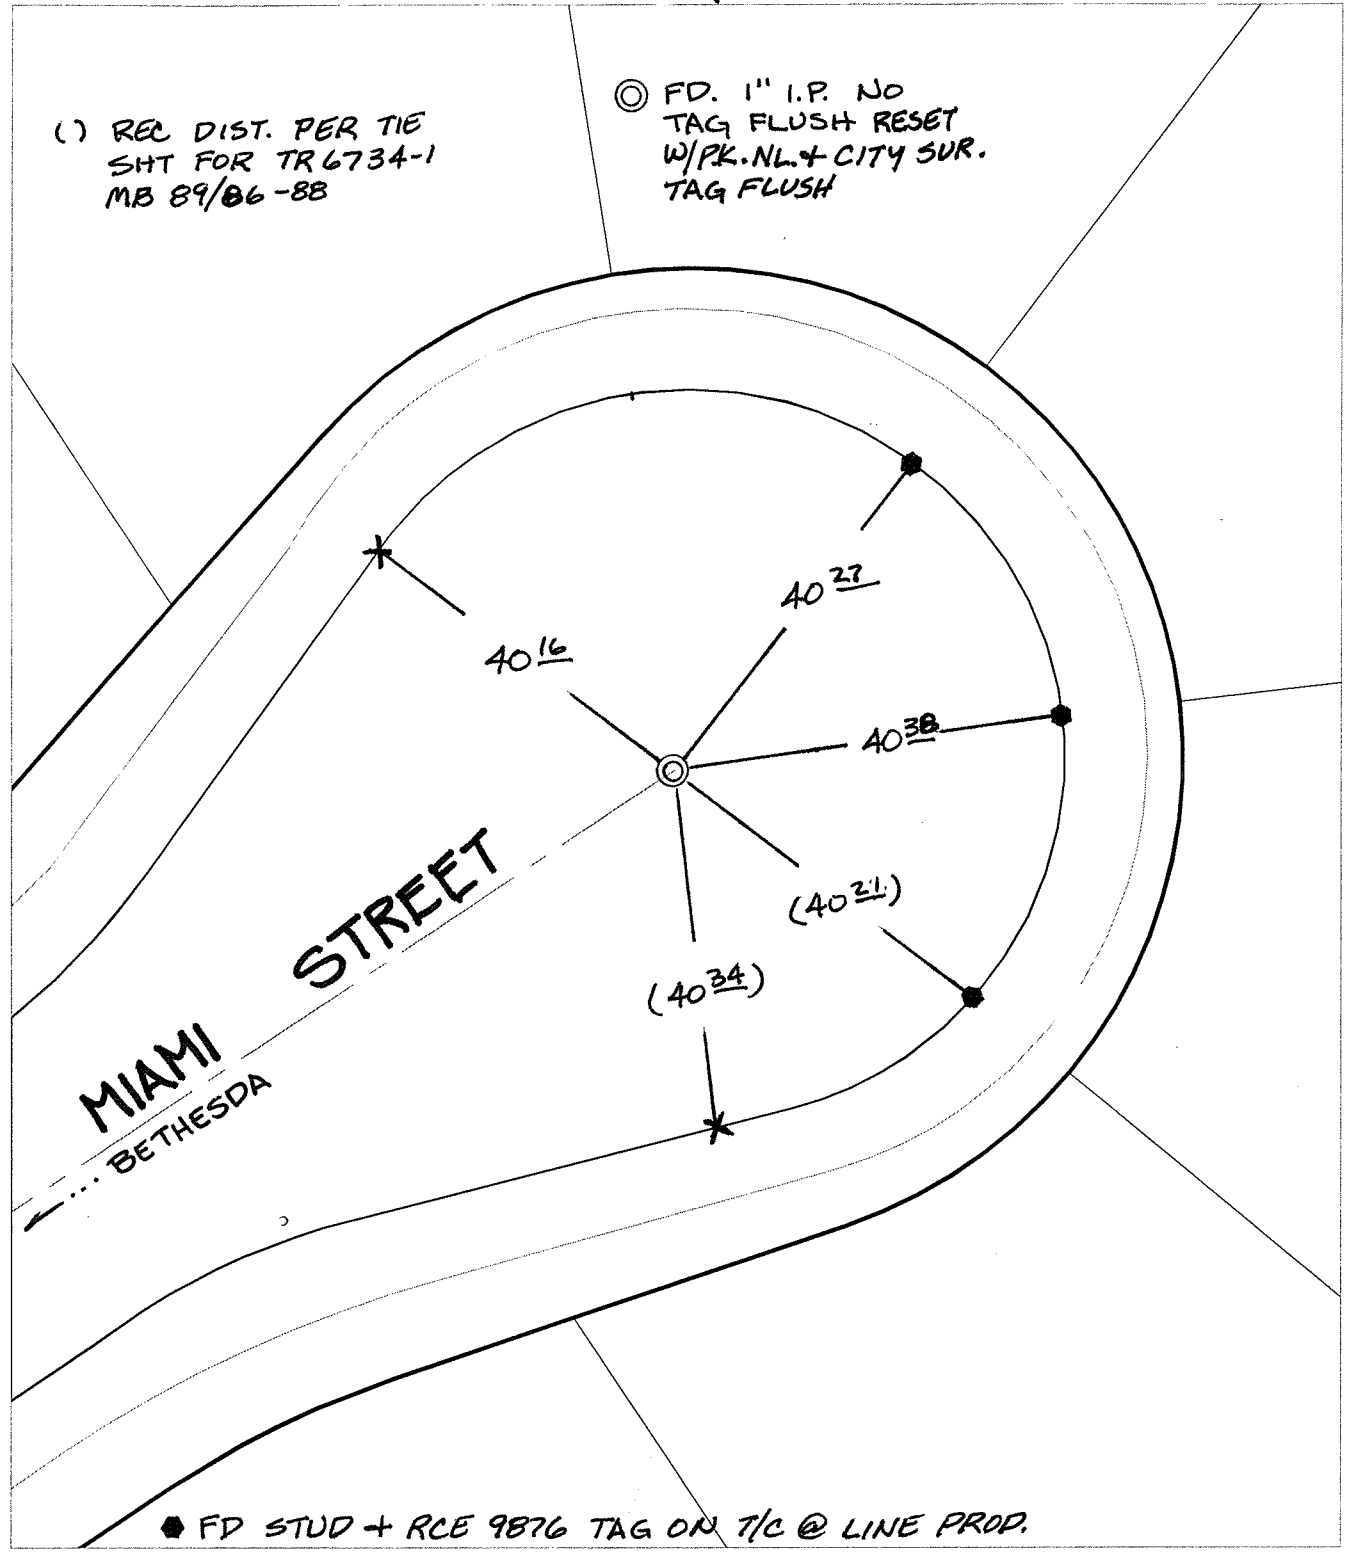 ( ) REC DIST. PER TIE
SHT FOR TR 6734-1
MB 89/86-88
FD. 1" I.P. NO
TAG FLUSH RESET
W/PK.NL.+ CITY SUR.
TAG FLUSH
40 27
40 16
40 38
(40 21)
(40 34)
MIAMI STREET
BETHESDA
FD STUD + RCE 9876 TAG ON T/C @ LINE PROD.